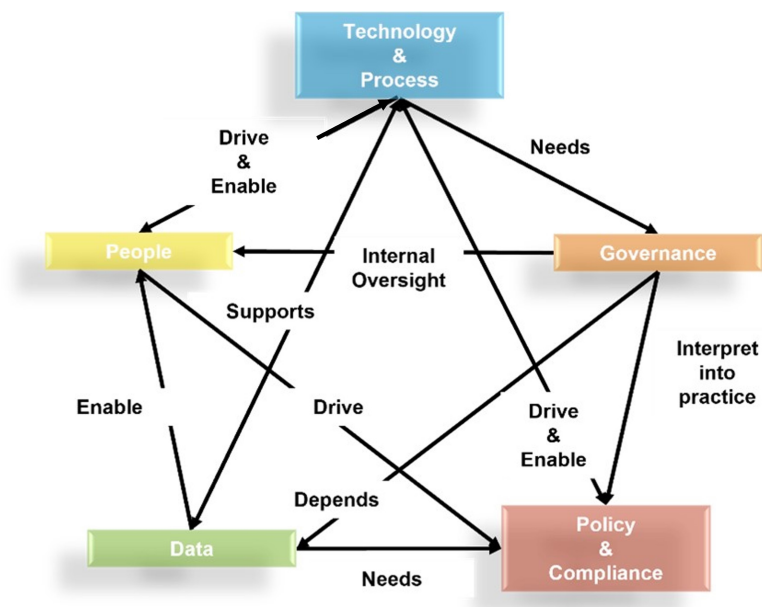 Technology
&
Process
Drive
&
Enable
Needs
People
Internal
Oversight
Governance
Supports
Interpret
into
practice
Enable
Drive
Drive
&
Enable
Depends
Data
Policy
&
Compliance
Needs